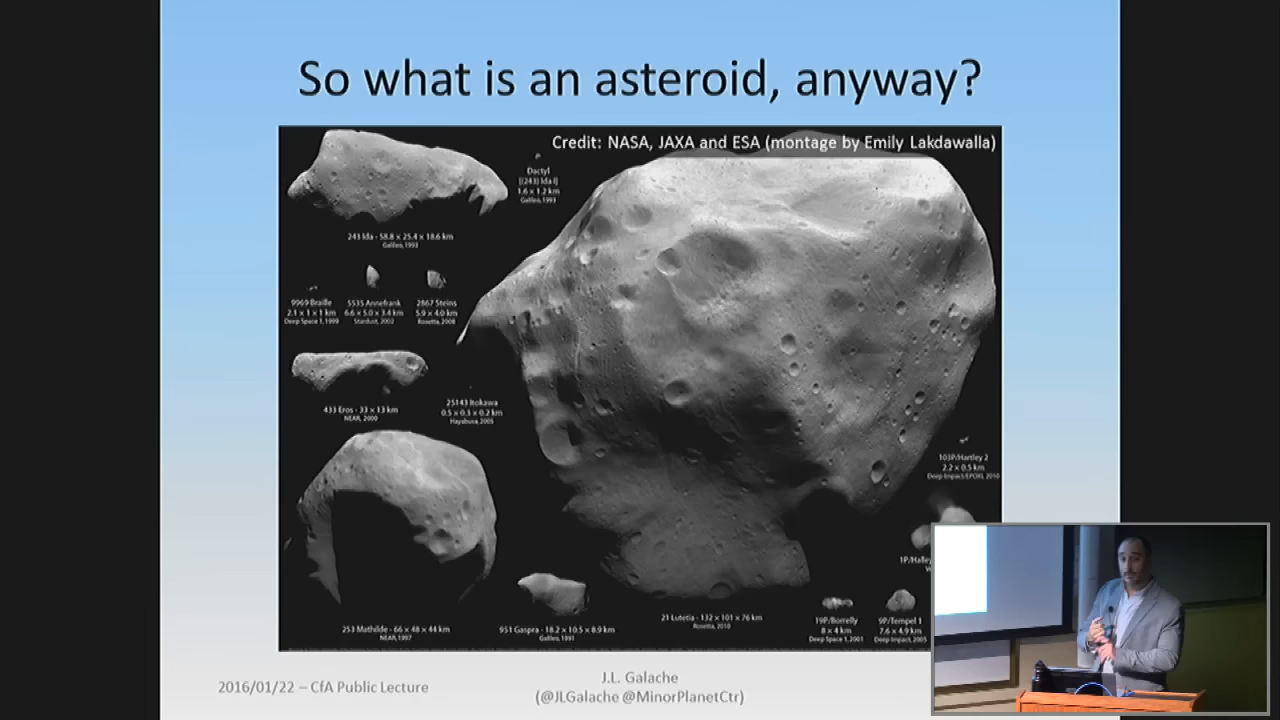 So what is an asteroid, anyway?
Credit: NASA, JAXA and ESA (montage by Emily Lakdawalla)
Dactyl
[(243) Ida I]
1.6 × 1.2 km
Galileo, 1993
243 Ida - 58.8 × 25.4 × 18.6 km
Galileo, 1993
9969 Braille
2.1 × 1 × 1 km
Deep Space 1, 1999
5535 Annefrank
6.6 × 5.0 × 3.4 km
Stardust, 2002
2867 Steins
5.9 × 4.0 km
Rosetta, 2008
433 Eros - 33 × 13 km
NEAR, 2000
25143 Itokawa
0.5 × 0.3 × 0.2 km
Hayabusa, 2005
103P/Hartley 2
2.2 × 0.5 km
Deep Impact/EPOXI, 2010
1P/Halley
253 Mathilde - 66 × 48 × 44 km
NEAR, 1997
951 Gaspra - 18.2 × 10.5 × 8.9 km
Galileo, 1991
21 Lutetia - 132 × 101 × 76 km
Rosetta, 2010
19P/Borrelly
8 × 4 km
Deep Space 1, 2001
9P/Tempel 1
7.6 × 4.9 km
Deep Impact, 2005
2016/01/22 – CfA Public Lecture
J.L. Galache
(@JLGalache @MinorPlanetCtr)